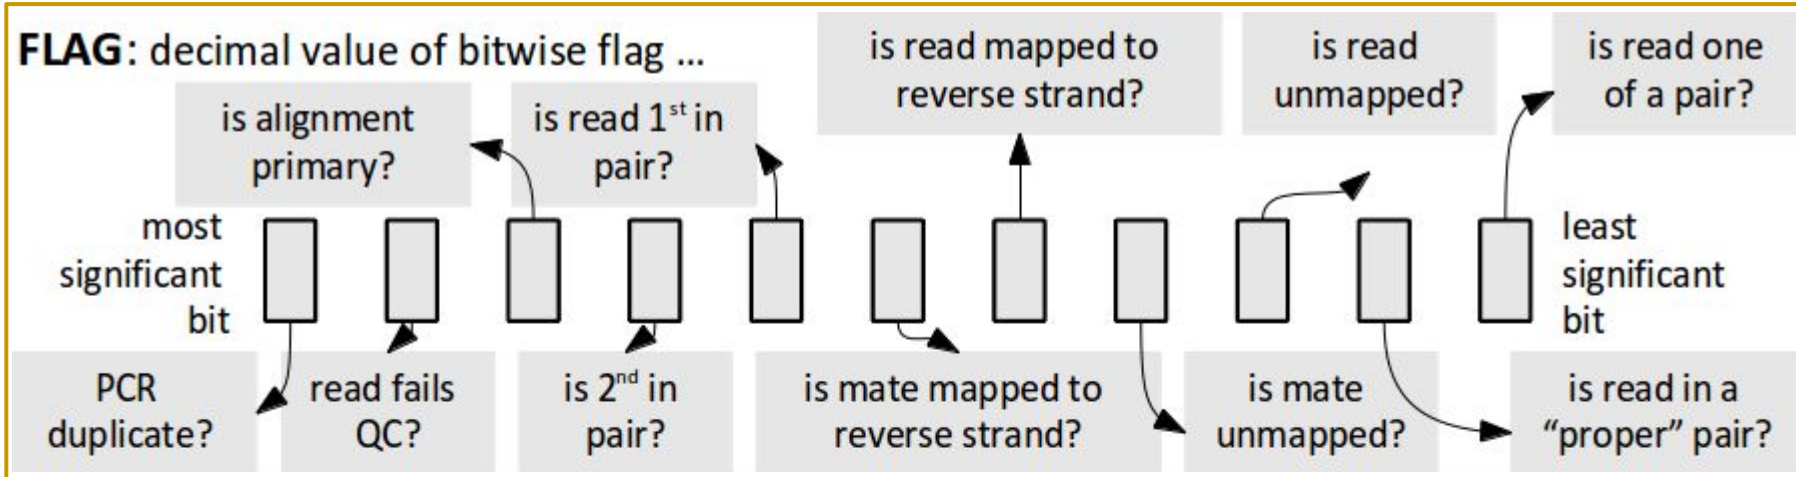 FLAG: decimal value of bitwise flag ...
is alignment
primary?
is read 1st in
pair?
is read mapped to
reverse strand?
is read
unmapped?
is read one
of a pair?
most
significant
bit
least
significant
bit
PCR
duplicate?
read fails
QC?
is 2nd in
pair?
is mate mapped to
reverse strand?
is mate
unmapped?
is read in a
“proper” pair?